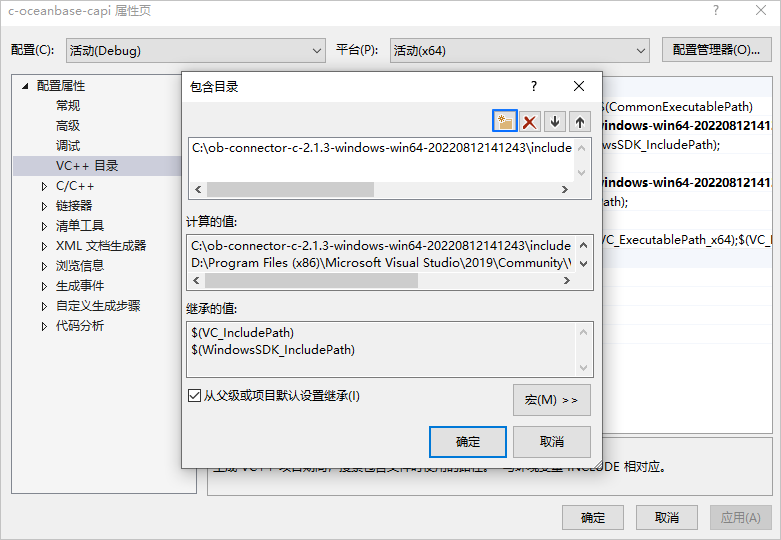 c-oceanbase-capi 属性页
配置(C):
活动(Debug)
平台(P):
活动(x64)
配置管理器(O)...
配置属性
常规
高级
调试
VC++ 目录
C/C++
链接器
清单工具
XML 文档生成器
浏览信息
生成事件
自定义生成步骤
代码分析
包含目录
C:\ob-connector-c-2.1.3-windows-win64-20220812141243\include
计算的值:
C:\ob-connector-c-2.1.3-windows-win64-20220812141243\include
D:\Program Files (x86)\Microsoft Visual Studio\2019\Community\
继承的值:
$(VC_IncludePath)
$(WindowsSDK_IncludePath)
从父级或项目默认设置继承(I)
宏(M) >>
确定
取消
(CommonExecutablePath)
windows-win64-2022081214124
wsSDK_IncludePath);
windows-win64-2022081214124
ath);
VC_ExecutablePath_x64);$(VC_
相对应。
确定
取消
应用(A)